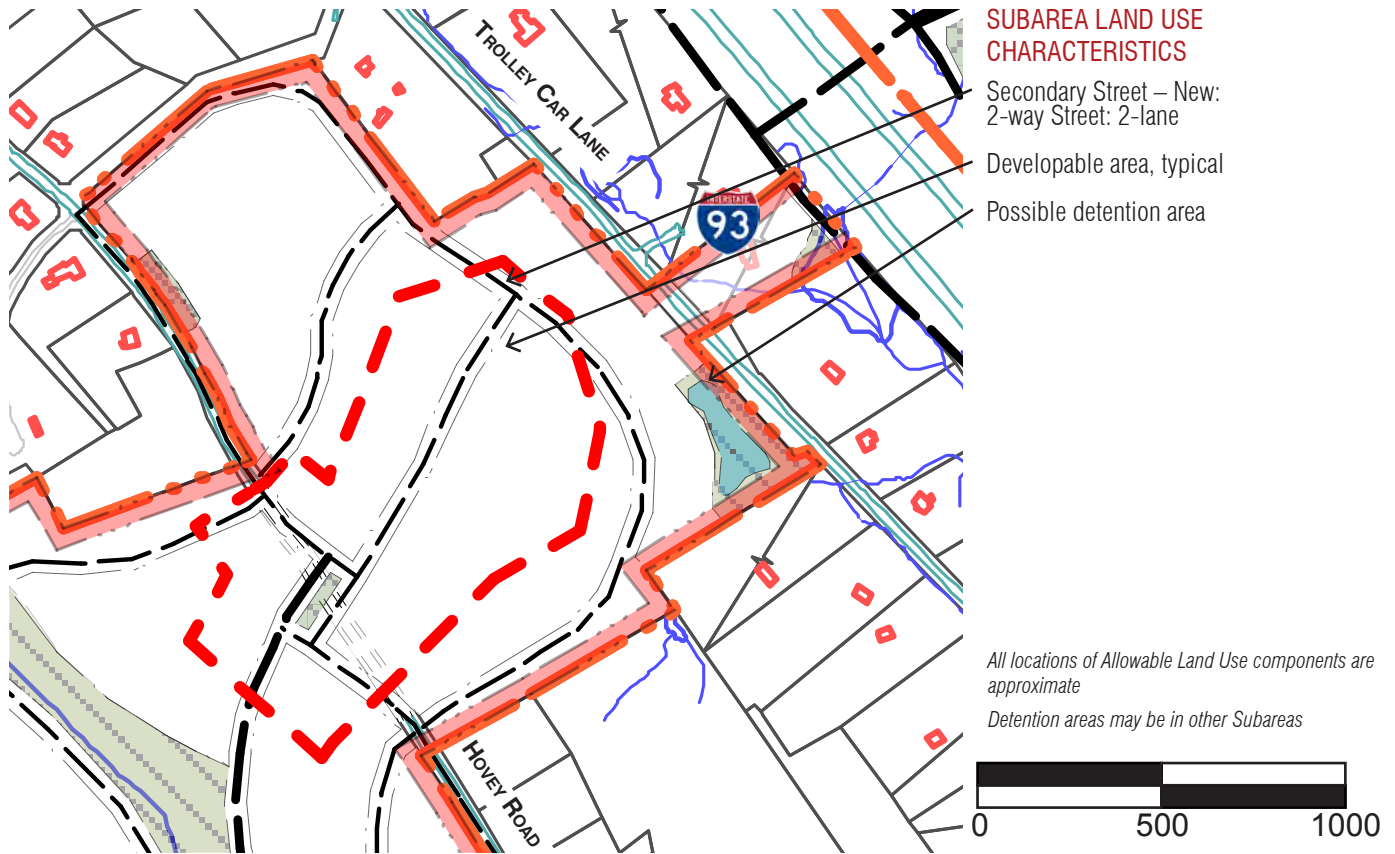 SUBAREA LAND USE
CHARACTERISTICS
Secondary Street – New:
2-way Street: 2-lane
Developable area, typical
Possible detention area
TROLLEY CAR LANE
INTERSTATE
93
HOVEY ROAD
All locations of Allowable Land Use components are
approximate
Detention areas may be in other Subareas
0 500 1000